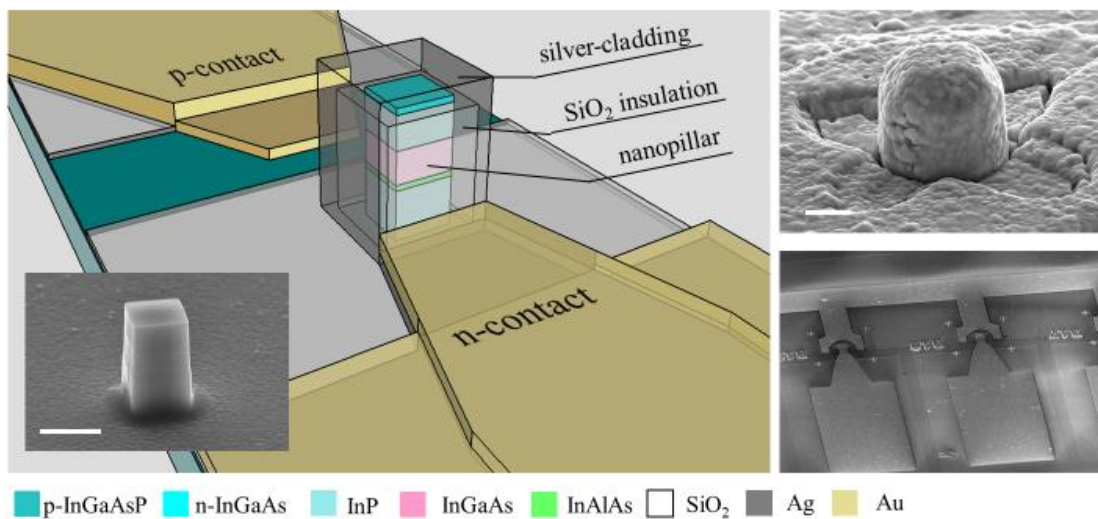 p-contact
silver-cladding
SiO₂ insulation
nanopillar
n-contact
p-InGaAsP n-InGaAs InP InGaAs InAlAs SiO₂ Ag Au